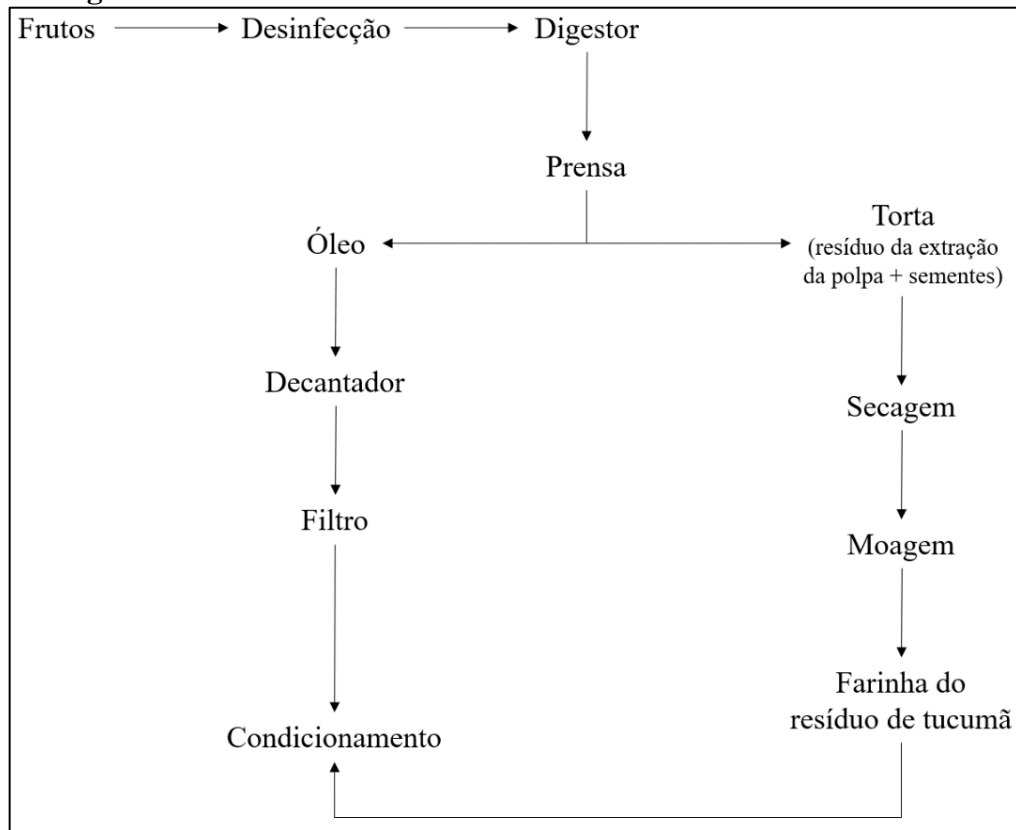 Frutos
Desinfecção
Digestor
Prensa
Óleo
Torta
(resíduo da extração
da polpa + sementes)
Decantador
Secagem
Filtro
Moagem
Farinha do
resíduo de tucumã
Condicionamento